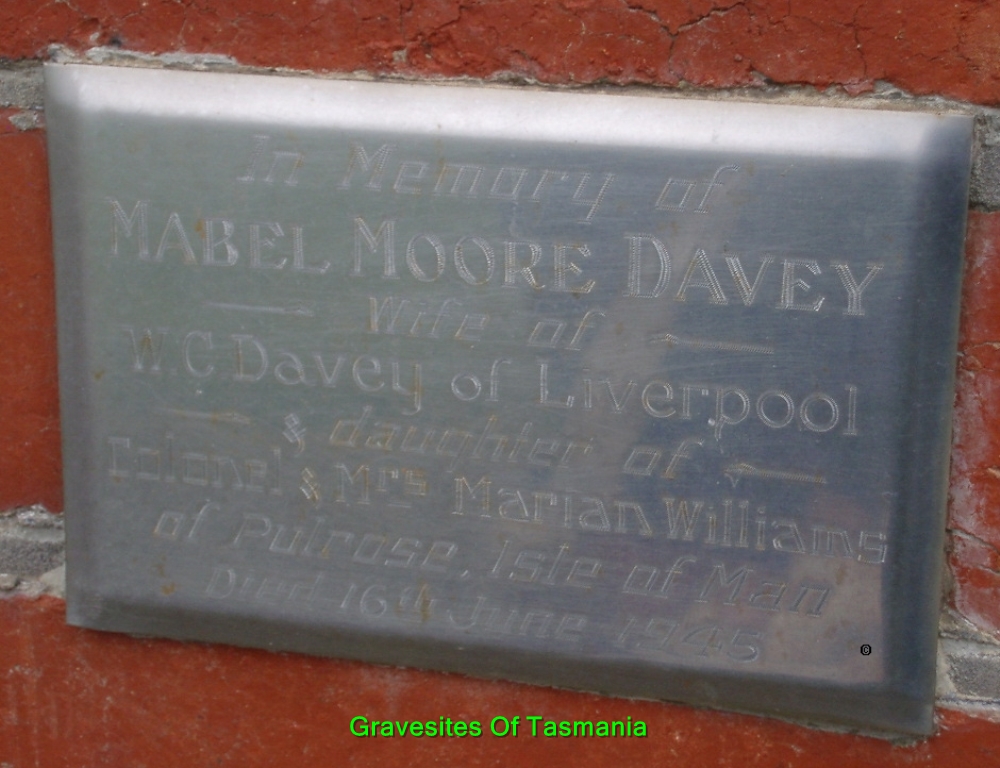 In Memory of
MABEL MOORE DAVEY
Wife of
W.C Davey of Liverpool
& daughter of
Colonel & Mrs Marian Williams
of Pulrose, Isle of Man
Died 16th June 1945
©
Gravesites Of Tasmania